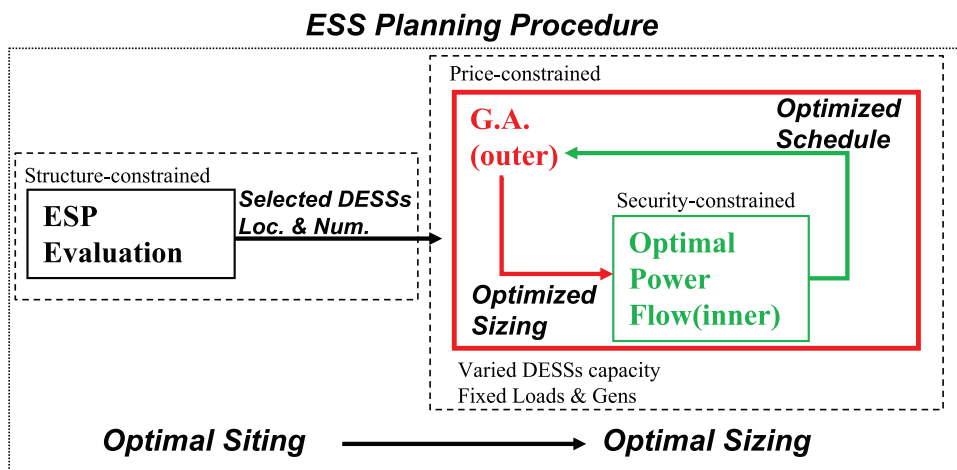 ESS Planning Procedure
Structure-constrained
ESP
Evaluation
Selected DESSs
Loc. & Num.
Price-constrained
G.A.
(outer)
Optimized
Schedule
Security-constrained
Optimal
Power
Flow(inner)
Optimized
Sizing
Varied DESSs capacity
Fixed Loads & Gens
Optimal Siting
Optimal Sizing